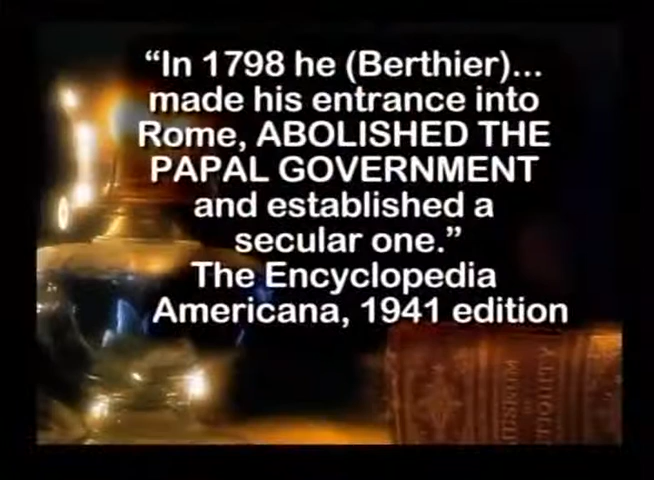 “In 1798 he (Berthier)...
made his entrance into
Rome, ABOLISHED THE
PAPAL GOVERNMENT
and established a
secular one.”
The Encyclopedia
Americana, 1941 edition